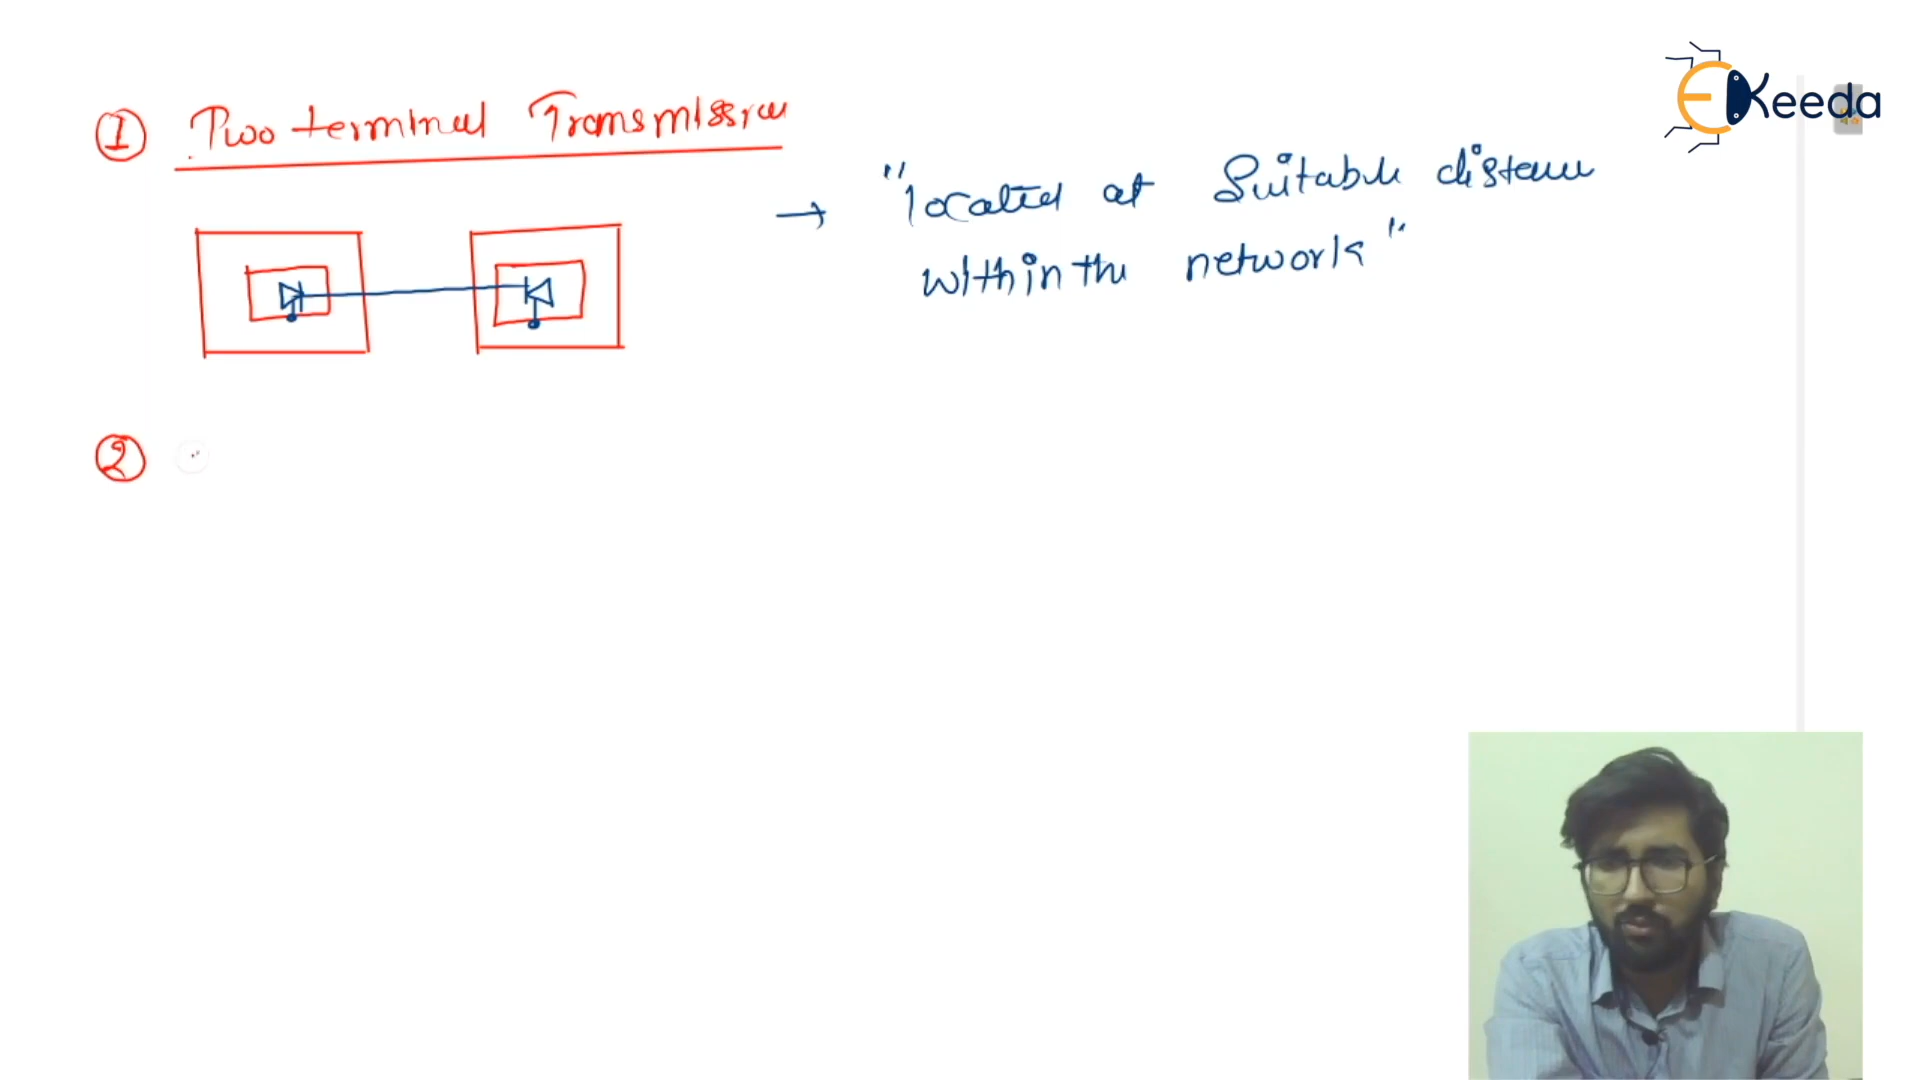 EKeeda
① Two terminal Transmission
→ "located at Suitable distance
within the network"
②